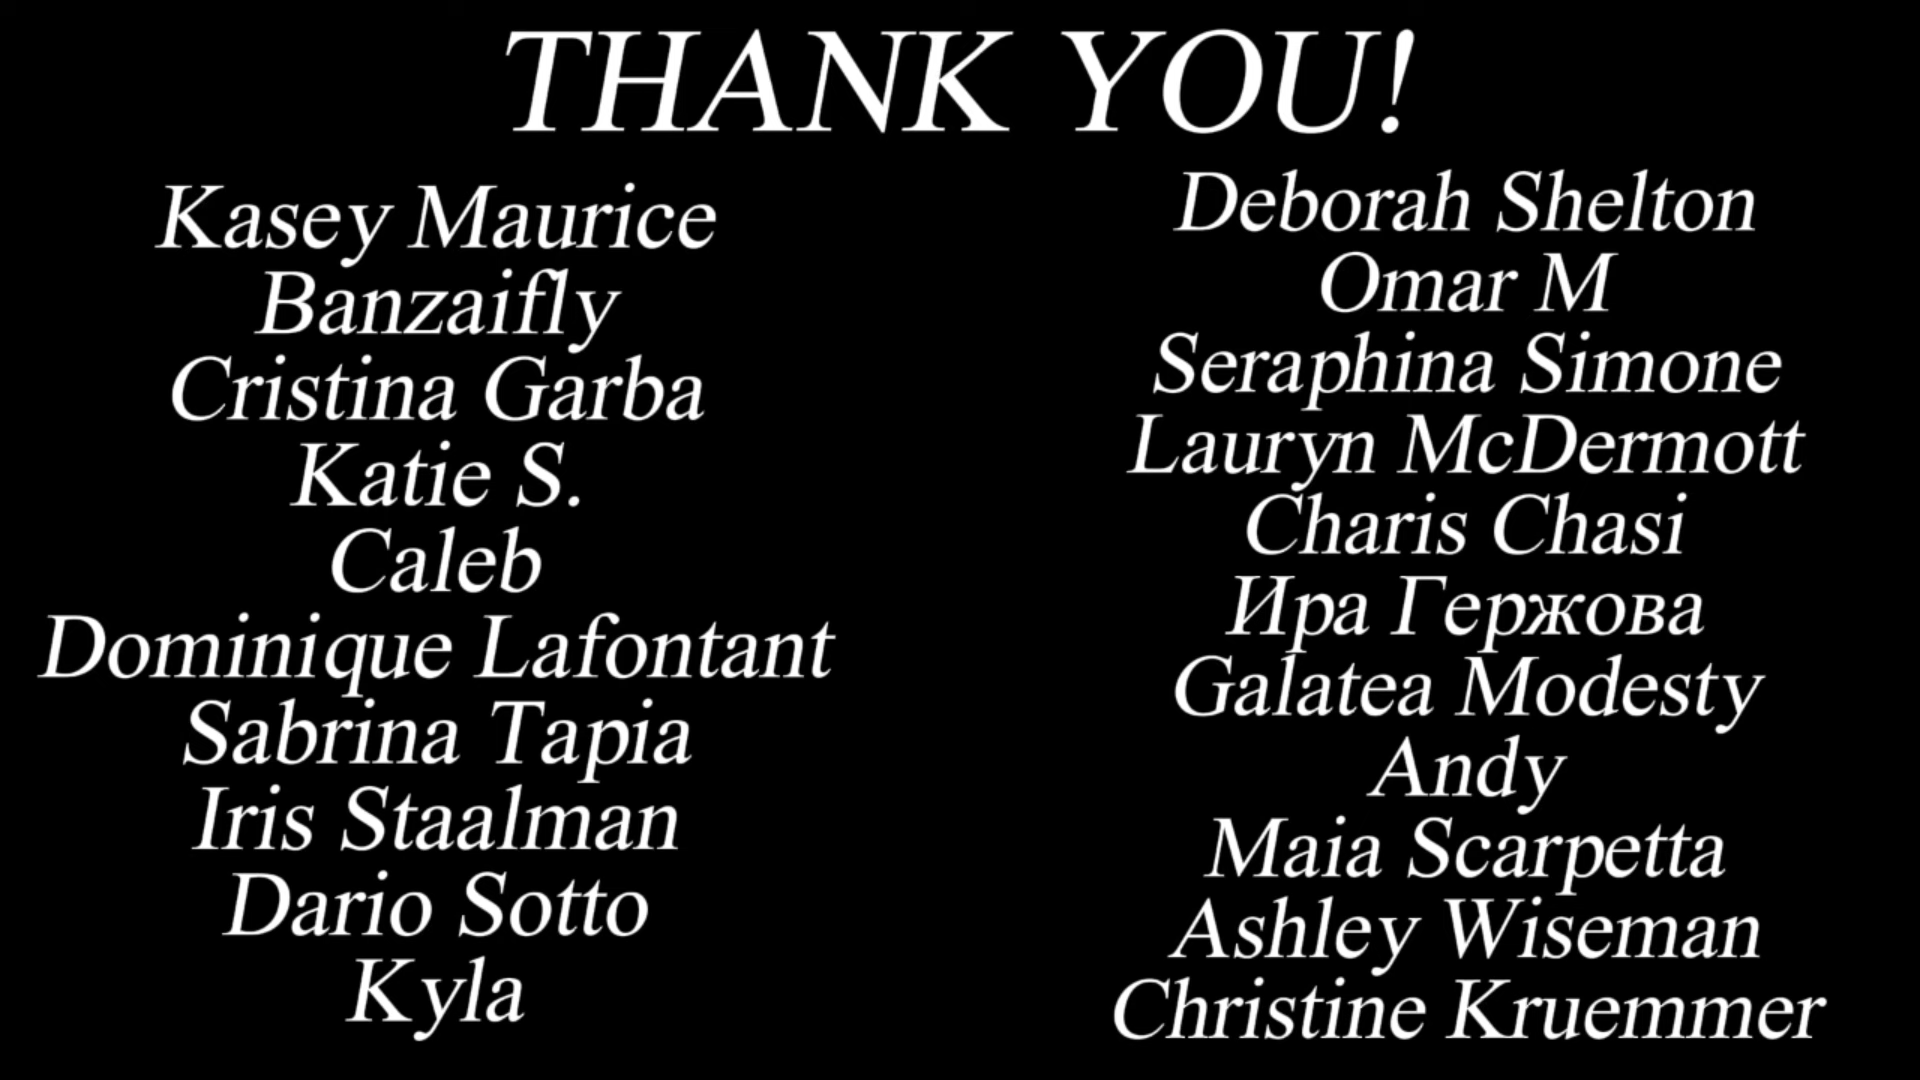 THANK YOU!
Kasey Maurice
Banzaifly
Cristina Garba
Katie S.
Caleb
Dominique Lafontant
Sabrina Tapia
Iris Staalman
Dario Sotto
Kyla
Deborah Shelton
Omar M
Seraphina Simone
Lauryn McDermott
Charis Chasi
Ира Гержова
Galatea Modesty
Andy
Maia Scarpetta
Ashley Wiseman
Christine Kruemmer